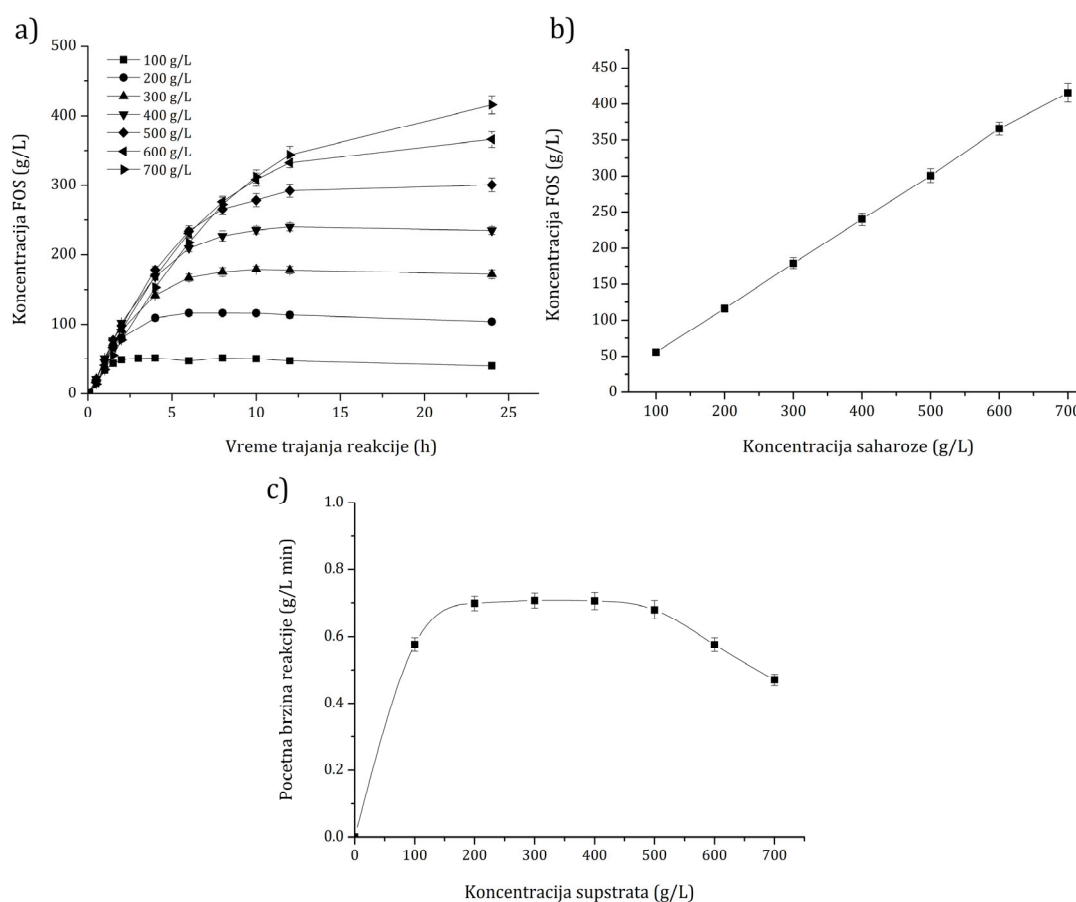 a)
Koncentracija FOS (g/L)
500
400
300
200
100
0
100 g/L
200 g/L
300 g/L
400 g/L
500 g/L
600 g/L
700 g/L
0
5
10
15
20
25
Vreme trajanja reakcije (h)
b)
Koncentracija FOS (g/L)
450
400
350
300
250
200
150
100
50
0
100
200
300
400
500
600
700
Koncentracija saharoze (g/L)
c)
Pocetna brzina reakcije (g/L min)
1.0
0.8
0.6
0.4
0.2
0.0
0
100
200
300
400
500
600
700
Koncentracija supstrata (g/L)